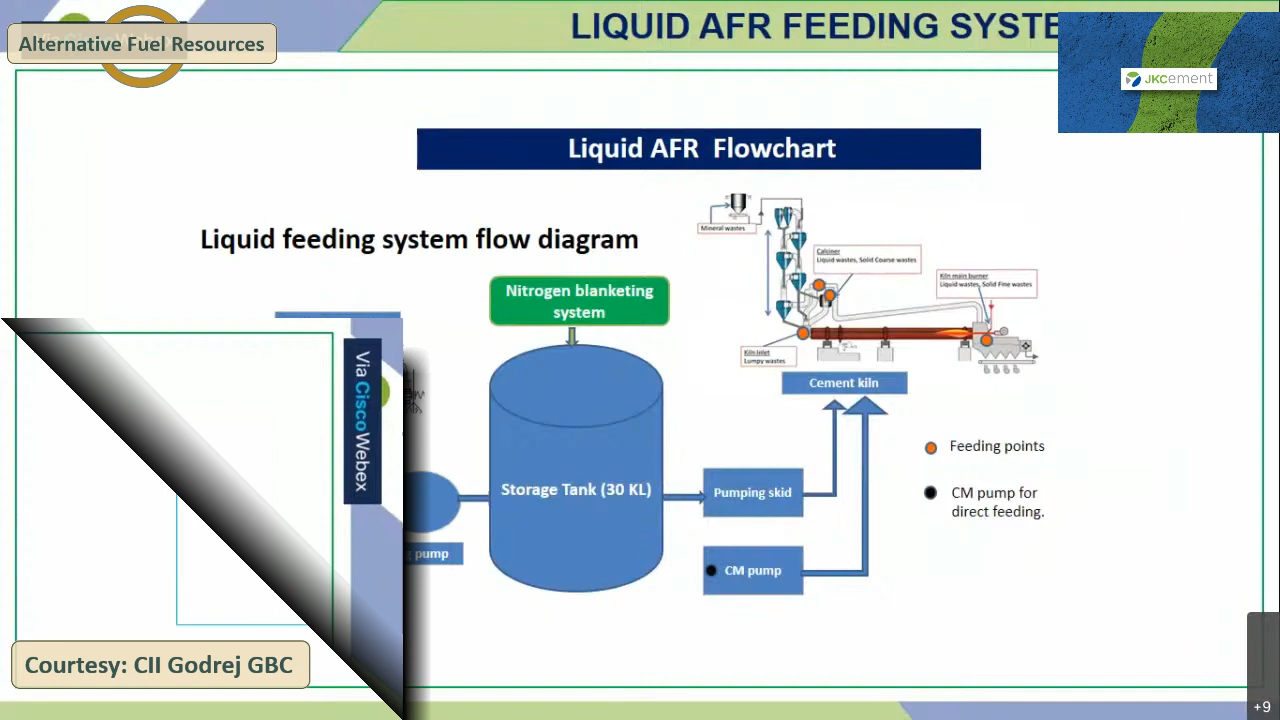 LIQUID AFR FEEDING SYSTE
Alternative Fuel Resources
JKCement
Liquid AFR Flowchart
Liquid feeding system flow diagram
Mineral wastes
Calciner
Liquid wastes, Solid Coarse wastes
Kiln main burner
Liquid wastes, Solid Fine wastes
Kiln Inlet
Lumpy wastes
Nitrogen blanketing
system
Cement kiln
Via CiscoWebex
Feeding points
Storage Tank (30 KL)
Pumping skid
CM pump for
direct feeding.
pump
CM pump
Courtesy: CII Godrej GBC
+9